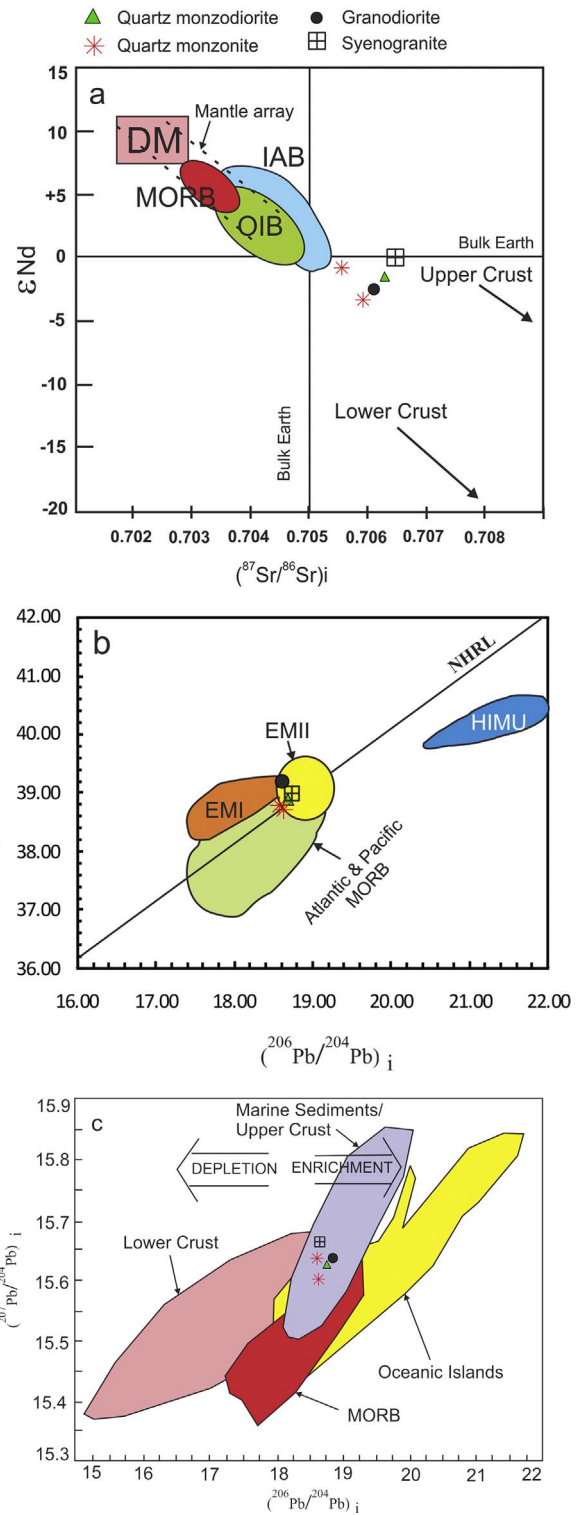 Quartz monzodiorite
Granodiorite
Quartz monzonite
Syenogranite
a
15
10
+5
0
-5
-10
-15
-20
εNd
DM
Mantle array
IAB
MORB
OIB
Bulk Earth
Upper Crust
Lower Crust
Bulk Earth
0.702 0.703 0.704 0.705 0.706 0.707 0.708
(⁸⁷Sr/⁸⁶Sr)i
b
42.00
41.00
40.00
39.00
38.00
37.00
36.00
NHRL
HIMU
EMII
EMI
Atlantic & Pacific
MORB
16.00 17.00 18.00 19.00 20.00 21.00 22.00
(²⁰⁶Pb/²⁰⁴Pb) i
c
15.9
15.8
15.7
15.6
15.5
15.4
15.3
(²⁰⁷Pb/²⁰⁴Pb) i
Marine Sediments/
Upper Crust
DEPLETION
ENRICHMENT
Lower Crust
Oceanic Islands
MORB
15 16 17 18 19 20 21 22
(²⁰⁶Pb/²⁰⁴Pb) i